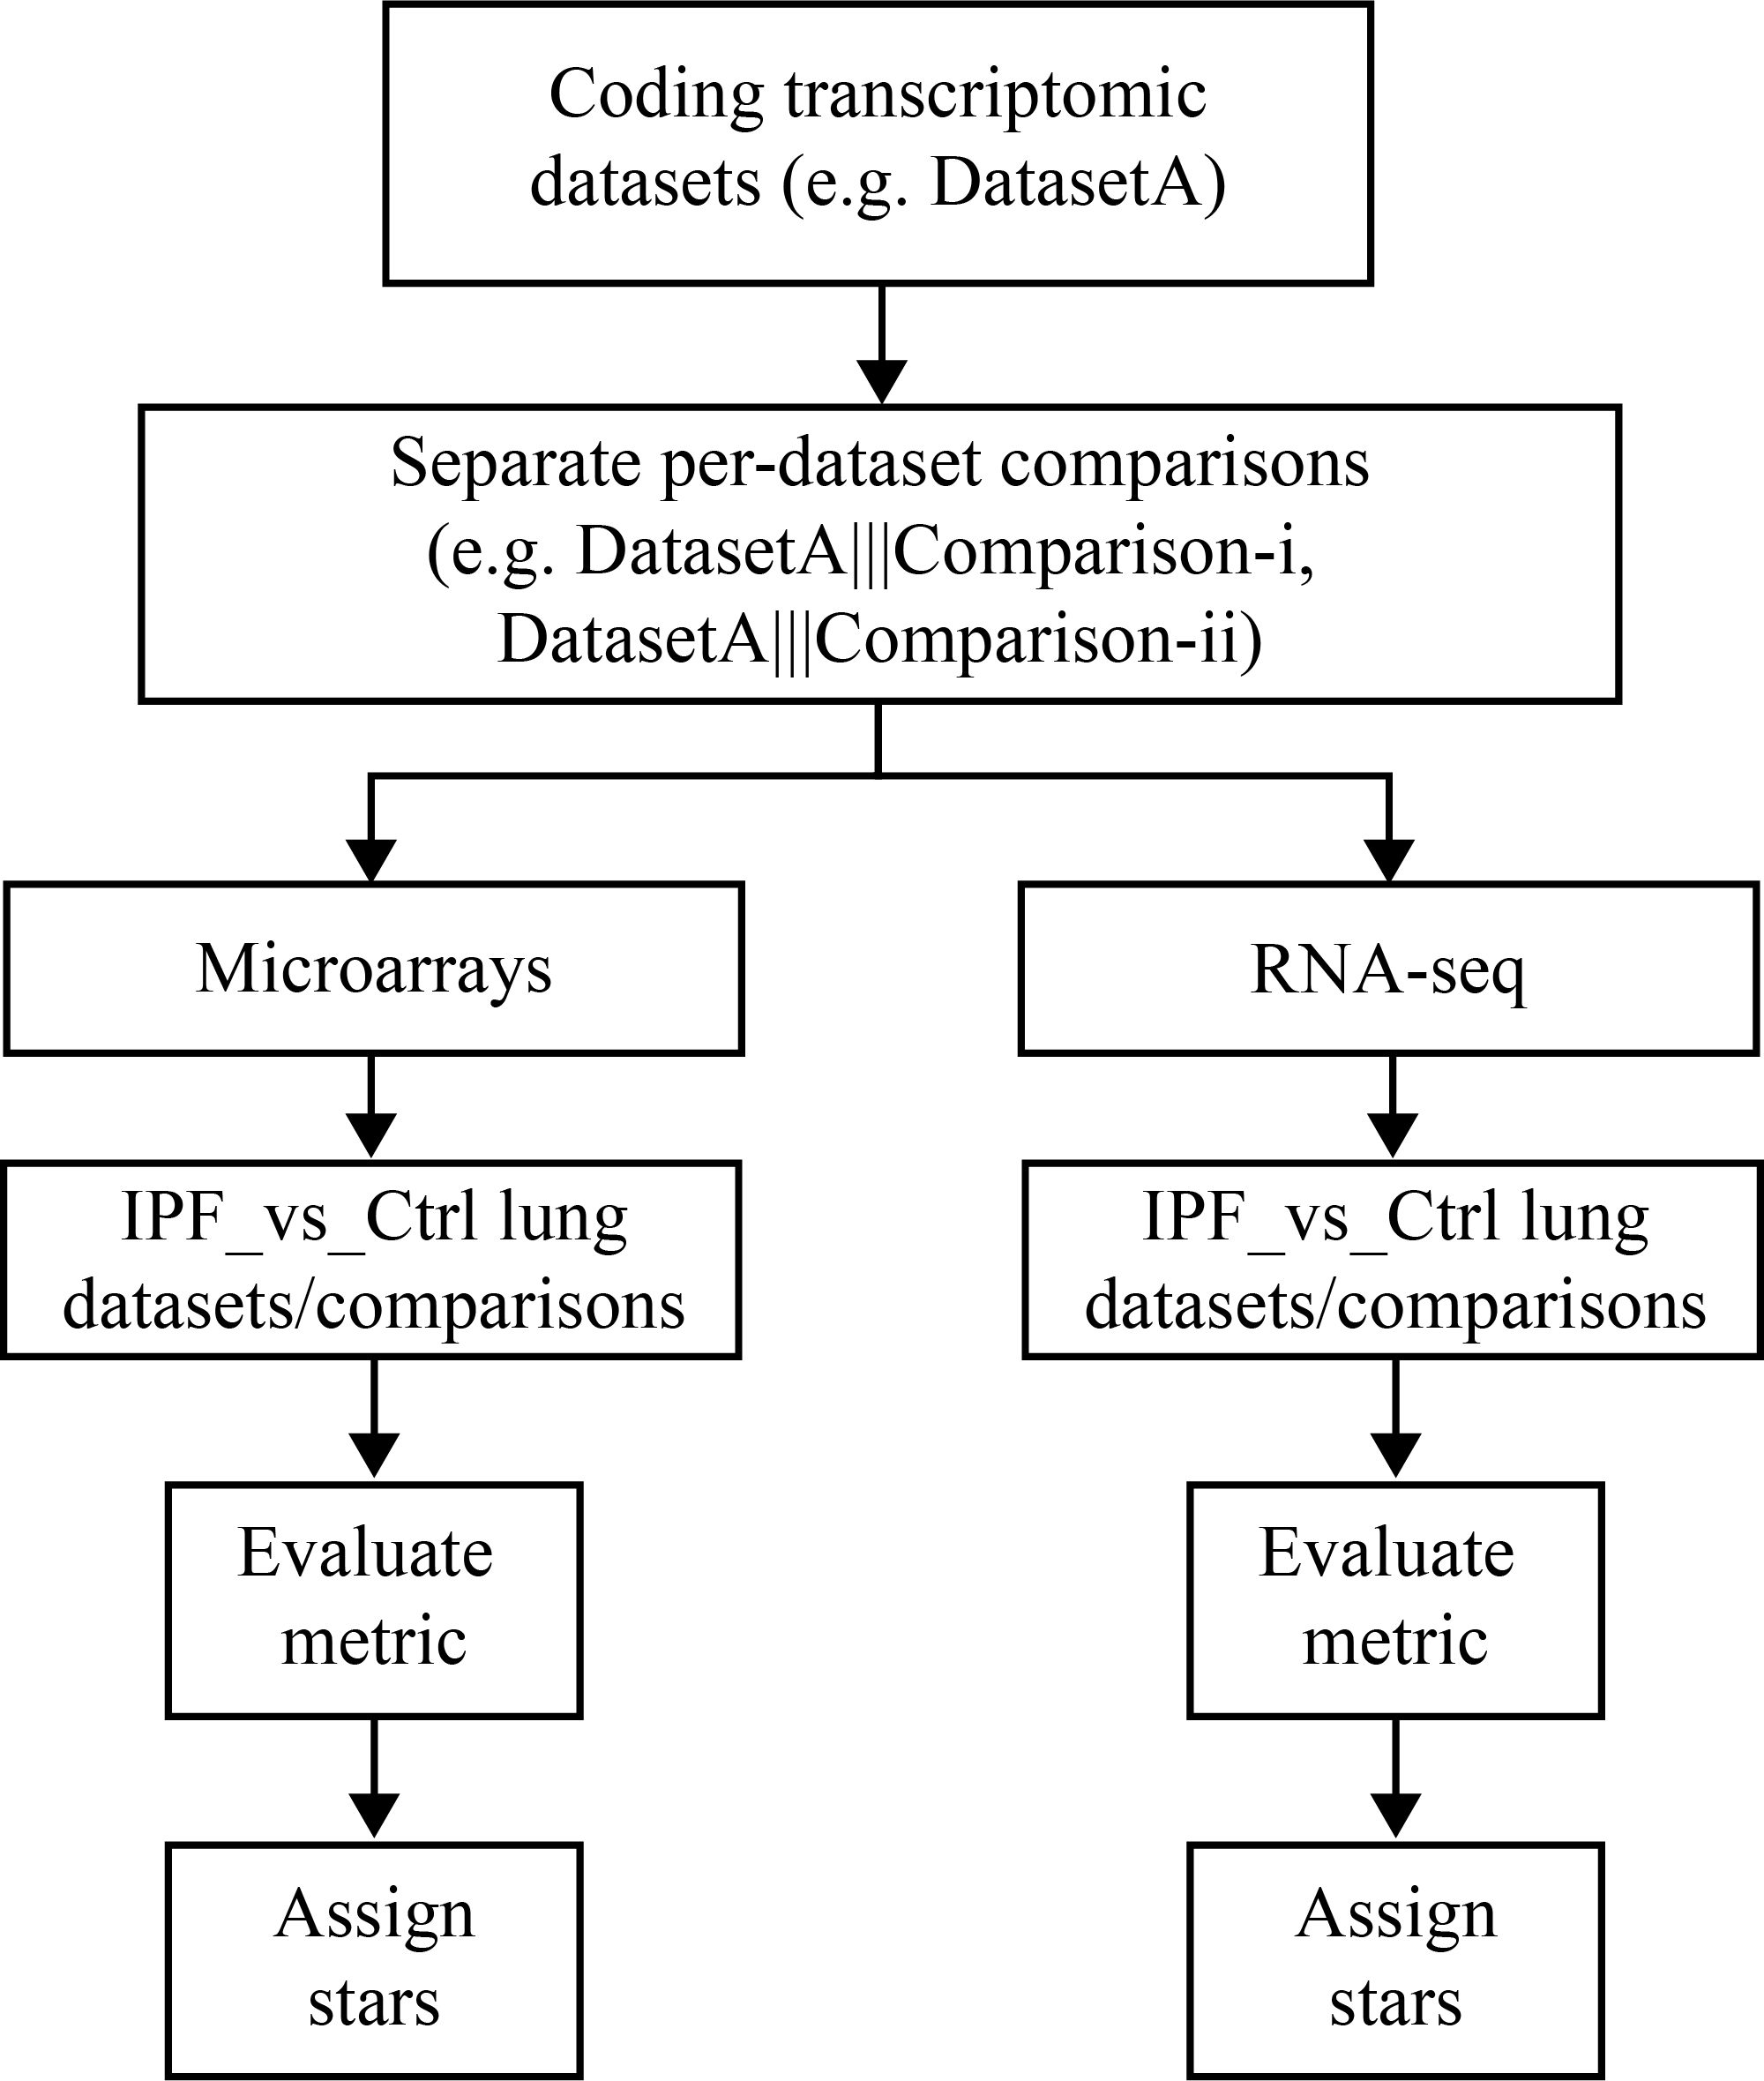 Coding transcriptomic
datasets (e.g. DatasetA)
Separate per-dataset comparisons
(e.g. DatasetA|||Comparison-i,
DatasetA|||Comparison-ii)
Microarrays
RNA-seq
IPF_vs_Ctrl lung
datasets/comparisons
IPF_vs_Ctrl lung
datasets/comparisons
Evaluate
metric
Evaluate
metric
Assign
stars
Assign
stars